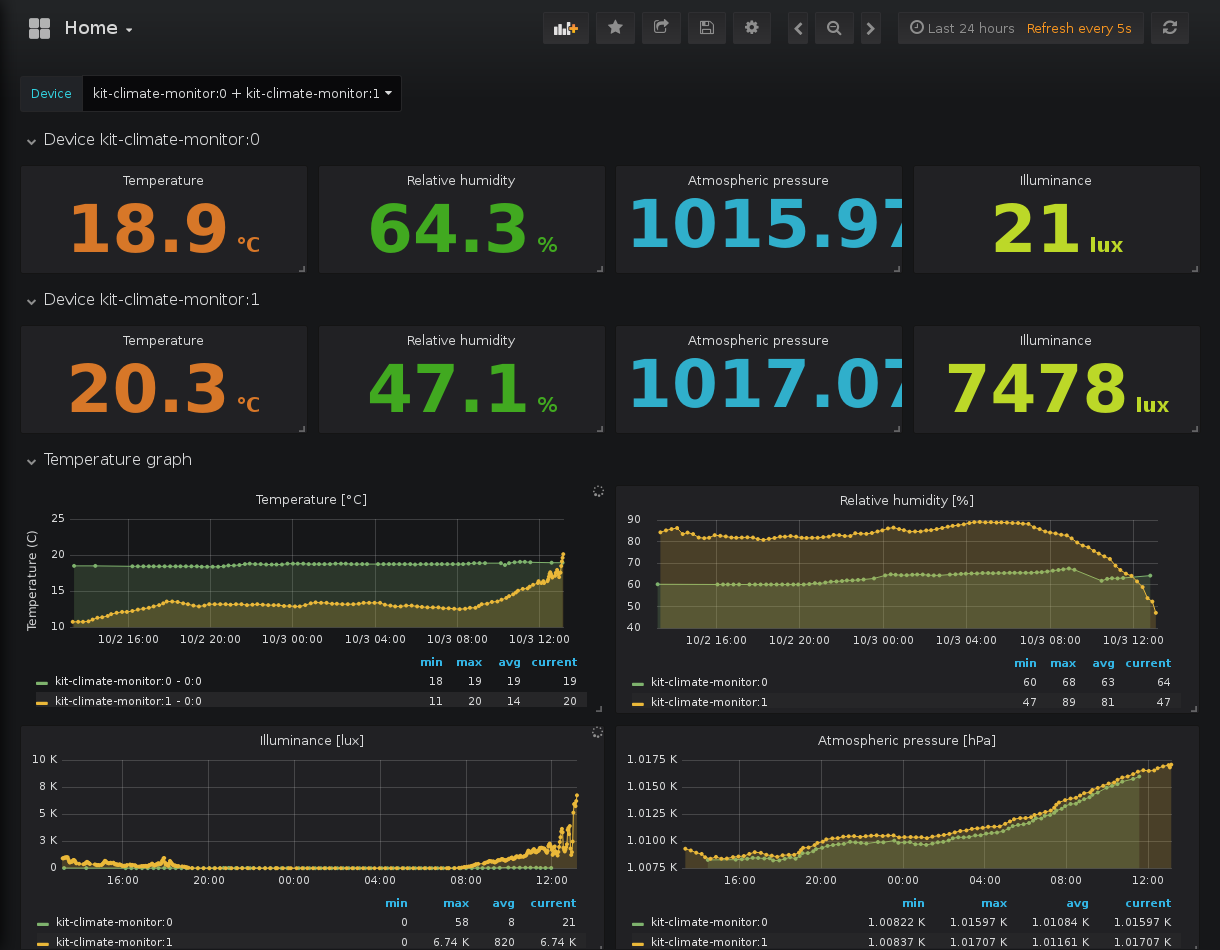 Home
Last 24 hours Refresh every 5s
Device kit-climate-monitor:0 + kit-climate-monitor:1
Device kit-climate-monitor:0
Temperature Relative humidity Atmospheric pressure Illuminance
18.9 °C 64.3 % 1015.97 21 lux
Device kit-climate-monitor:1
Temperature Relative humidity Atmospheric pressure Illuminance
20.3 °C 47.1 % 1017.07 7478 lux
Temperature graph
Temperature [°C]
Temperature (C)
25
20
15
10
10/2 16:00 10/2 20:00 10/3 00:00 10/3 04:00 10/3 08:00 10/3 12:00
min max avg current
kit-climate-monitor:0 - 0:0 18 19 19 19
kit-climate-monitor:1 - 0:0 11 20 14 20
Relative humidity [%]
90
80
70
60
50
40
10/2 16:00 10/2 20:00 10/3 00:00 10/3 04:00 10/3 08:00 10/3 12:00
min max avg current
kit-climate-monitor:0 60 68 63 64
kit-climate-monitor:1 47 89 81 47
Illuminance [lux]
10 K
8 K
5 K
3 K
0
16:00 20:00 00:00 04:00 08:00 12:00
min max avg current
kit-climate-monitor:0 0 58 8 21
kit-climate-monitor:1 0 6.74 K 820 6.74 K
Atmospheric pressure [hPa]
1.0175 K
1.0150 K
1.0125 K
1.0100 K
1.0075 K
16:00 20:00 00:00 04:00 08:00 12:00
min max avg current
kit-climate-monitor:0 1.00822 K 1.01597 K 1.01084 K 1.01597 K
kit-climate-monitor:1 1.00837 K 1.01707 K 1.01161 K 1.01707 K